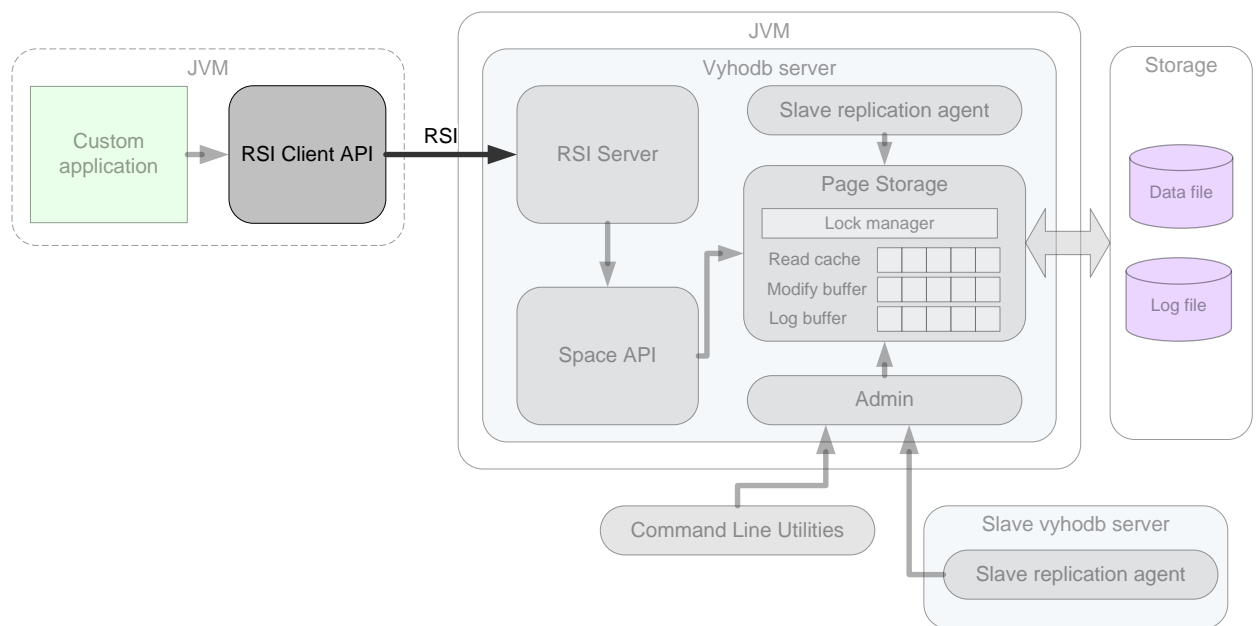 JVM
Custom
application
RSI Client API
RSI
JVM
Vyhodb server
RSI Server
Space API
Slave replication agent
Page Storage
Lock manager
Read cache
Modify buffer
Log buffer
Admin
Storage
Data file
Log file
Command Line Utilities
Slave vyhodb server
Slave replication agent